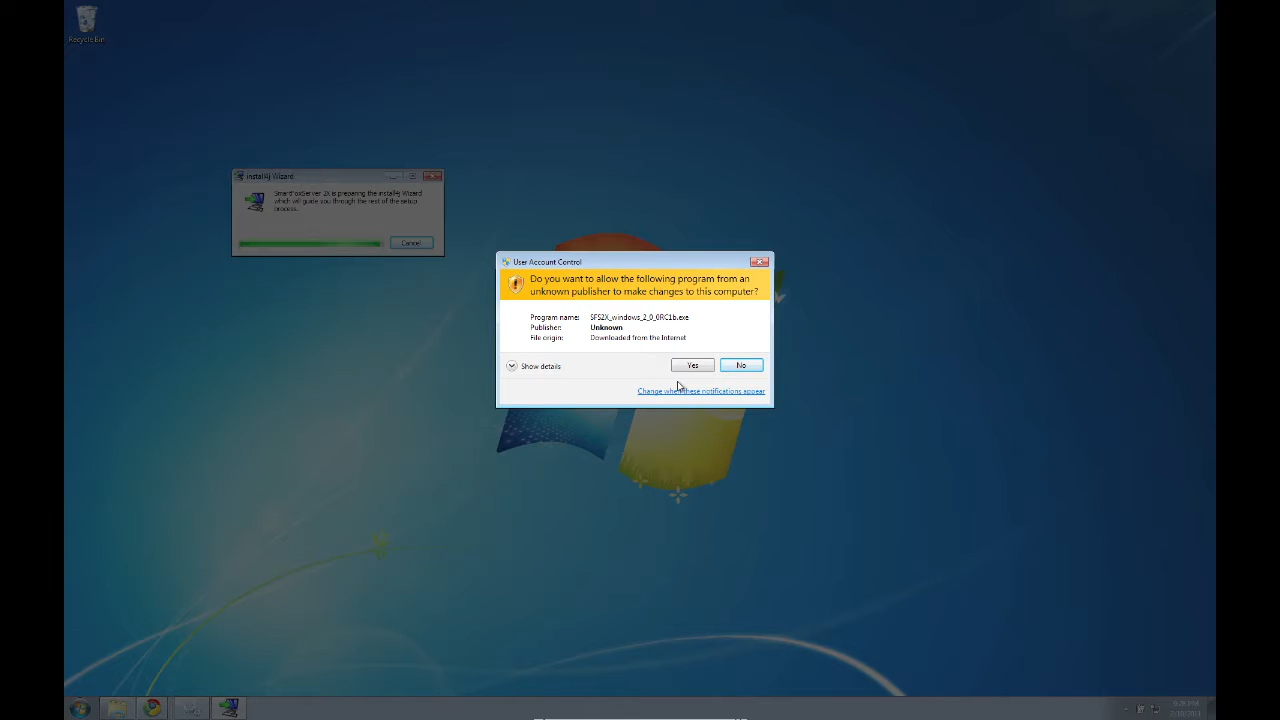 Recycle Bin
install4j Wizard
SmartFoxServer 2X is preparing the install4j Wizard
which will guide you through the rest of the setup
process.
Cancel
User Account Control
Do you want to allow the following program from an
unknown publisher to make changes to this computer?
Program name: SFS2X_windows_2_0_0RC1b.exe
Publisher: Unknown
File origin: Downloaded from the Internet
Show details
Yes
No
Change when these notifications appear